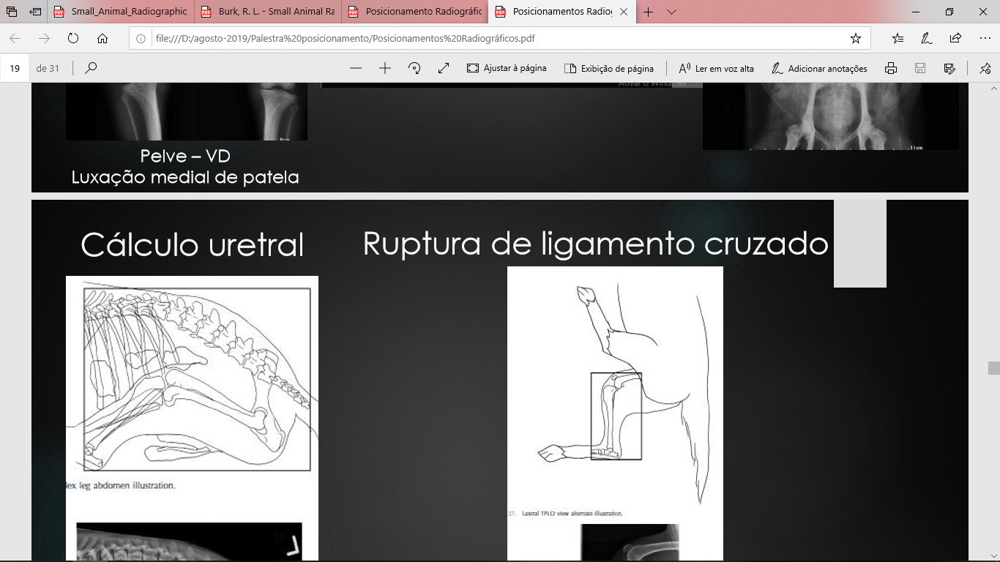 Small_Animal_Radiographic
Burk, R. L. - Small Animal Ra
Posicionamento Radiográfic
Posicionamentos Radiog
file:///D:/agosto-2019/Palestra%20posicionamento/Posicionamentos%20Radiográficos.pdf
19 de 31
Ajustar à página
Exibição de página
Ler em voz alta
Adicionar anotações
Ativar o Windows
11cm
Pelve – VD
Luxação medial de patela
Cálculo uretral
Ruptura de ligamento cruzado
lex leg abdomen illustration.
27. Lateral TPLO view alternate illustration.
L